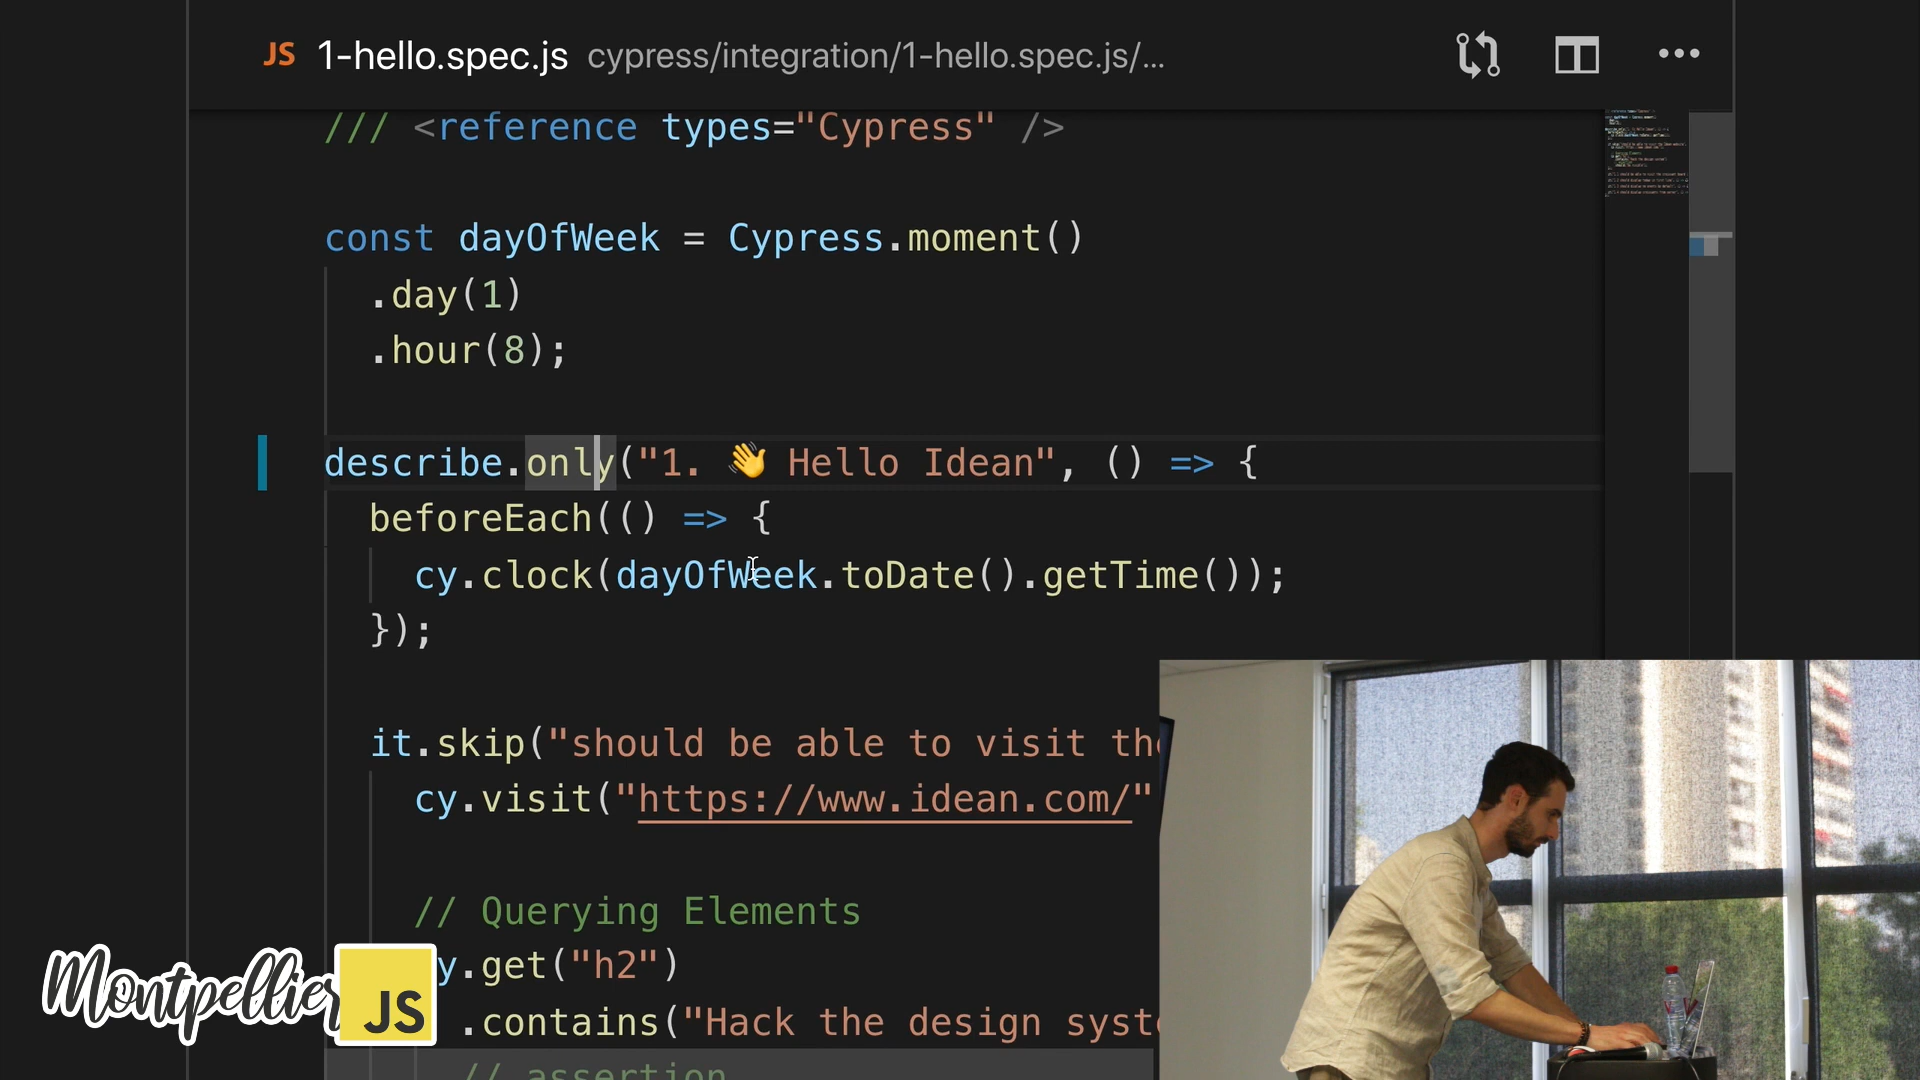 JS 1-hello.spec.js cypress/integration/1-hello.spec.js/...
/// <reference types="Cypress" />
const dayOfWeek = Cypress.moment()
.day(1)
.hour(8);
describe.only("1. 👋 Hello Idean", () => {
beforeEach(() => {
cy.clock(dayOfWeek.toDate().getTime());
});
it.skip("should be able to visit the
cy.visit("https://www.idean.com/"
// Querying Elements
y.get("h2")
.contains("Hack the design syst
// assertion
Montpellier JS